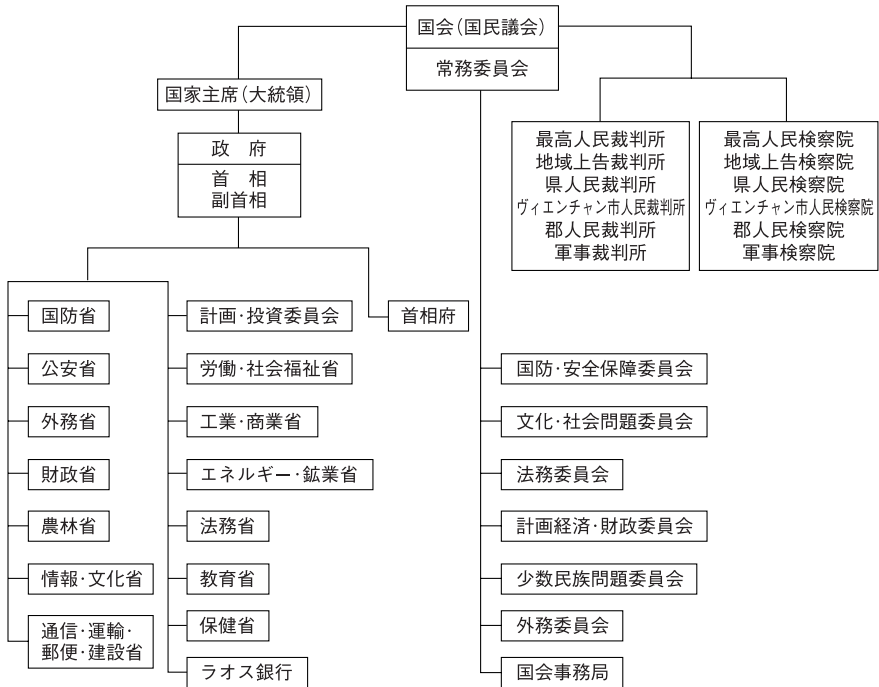 国会(国民議会)
常務委員会
国家主席(大統領)
政 府
首 相
副首相
最高人民裁判所
地域上告裁判所
県人民裁判所
ヴィエンチャン市人民裁判所
郡人民裁判所
軍事裁判所
最高人民検察院
地域上告検察院
県人民検察院
ヴィエンチャン市人民検察院
郡人民検察院
軍事検察院
国防省
公安省
外務省
財政省
農林省
情報・文化省
通信・運輸・
郵便・建設省
計画・投資委員会
労働・社会福祉省
工業・商業省
エネルギー・鉱業省
法務省
教育省
保健省
ラオス銀行
首相府
国防・安全保障委員会
文化・社会問題委員会
法務委員会
計画経済・財政委員会
少数民族問題委員会
外務委員会
国会事務局